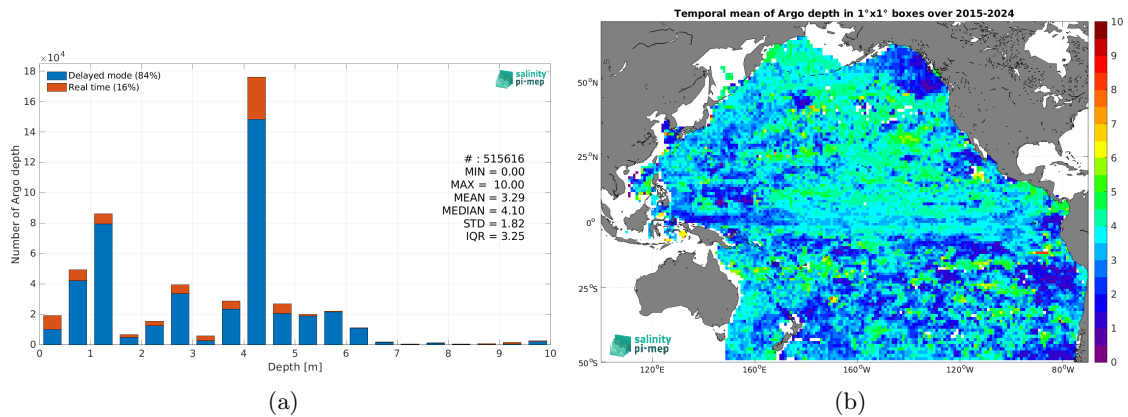 ×10⁴
18
16
14
12
10
8
6
4
2
0
Number of Argo depth
Delayed mode (84%)
Real time (16%)
salinity
pi-mep
# : 515616
MIN = 0.00
MAX = 10.00
MEAN = 3.29
MEDIAN = 4.10
STD = 1.82
IQR = 3.25
0 1 2 3 4 5 6 7 8 9 10
Depth [m]
(a)
Temporal mean of Argo depth in 1°x1° boxes over 2015-2024
50°N
25°N
0°
25°S
50°S
salinity
pi-mep
120°E 160°E 160°W 120°W 80°W
10
9
8
7
6
5
4
3
2
1
0
(b)